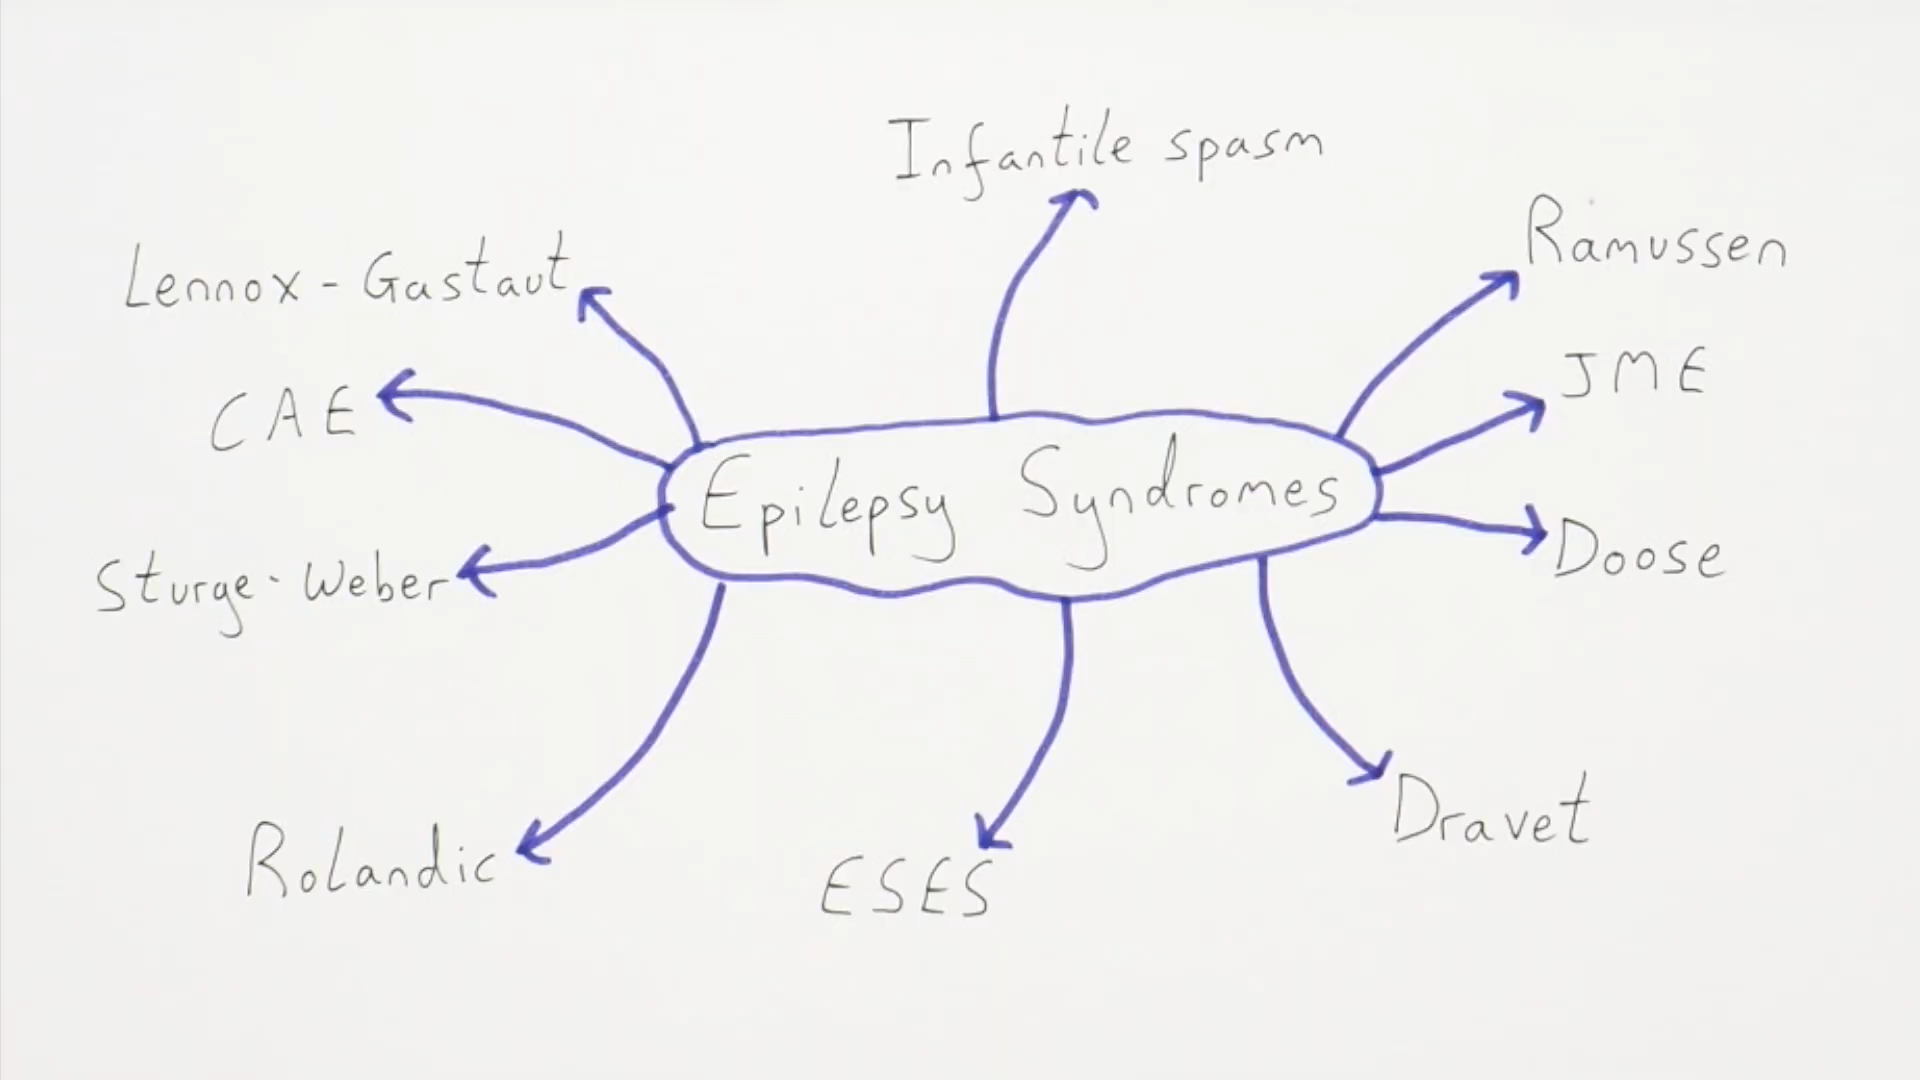 Infantile spasm
Ramussen
Lennox - Gastaut
JME
CAE
Epilepsy Syndromes
Doose
Sturge-Weber
Dravet
Rolandic
ESES